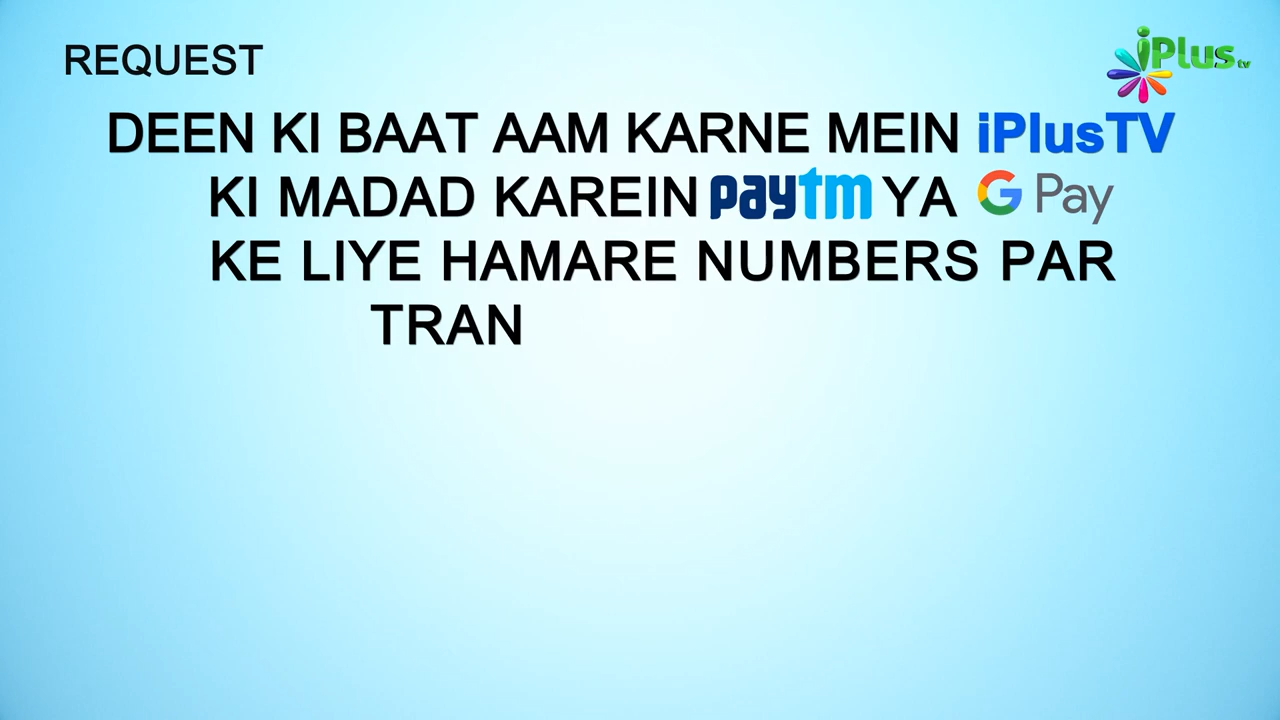 REQUEST
iPlus tv
DEEN KI BAAT AAM KARNE MEIN iPlusTV
KI MADAD KAREIN paytm YA G Pay
KE LIYE HAMARE NUMBERS PAR
TRAN